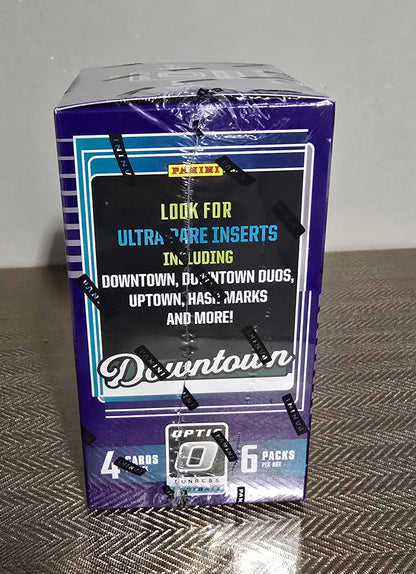 PANINI
LOOK FOR
ULTRA-RARE INSERTS
INCLUDING
DOWNTOWN, DOWNTOWN DUOS,
UPTOWN, HASH MARKS
AND MORE!
Downtown
OPTIC
4 CARDS
6 PACKS
PER BOX
DONRUSS
FOOTBALL